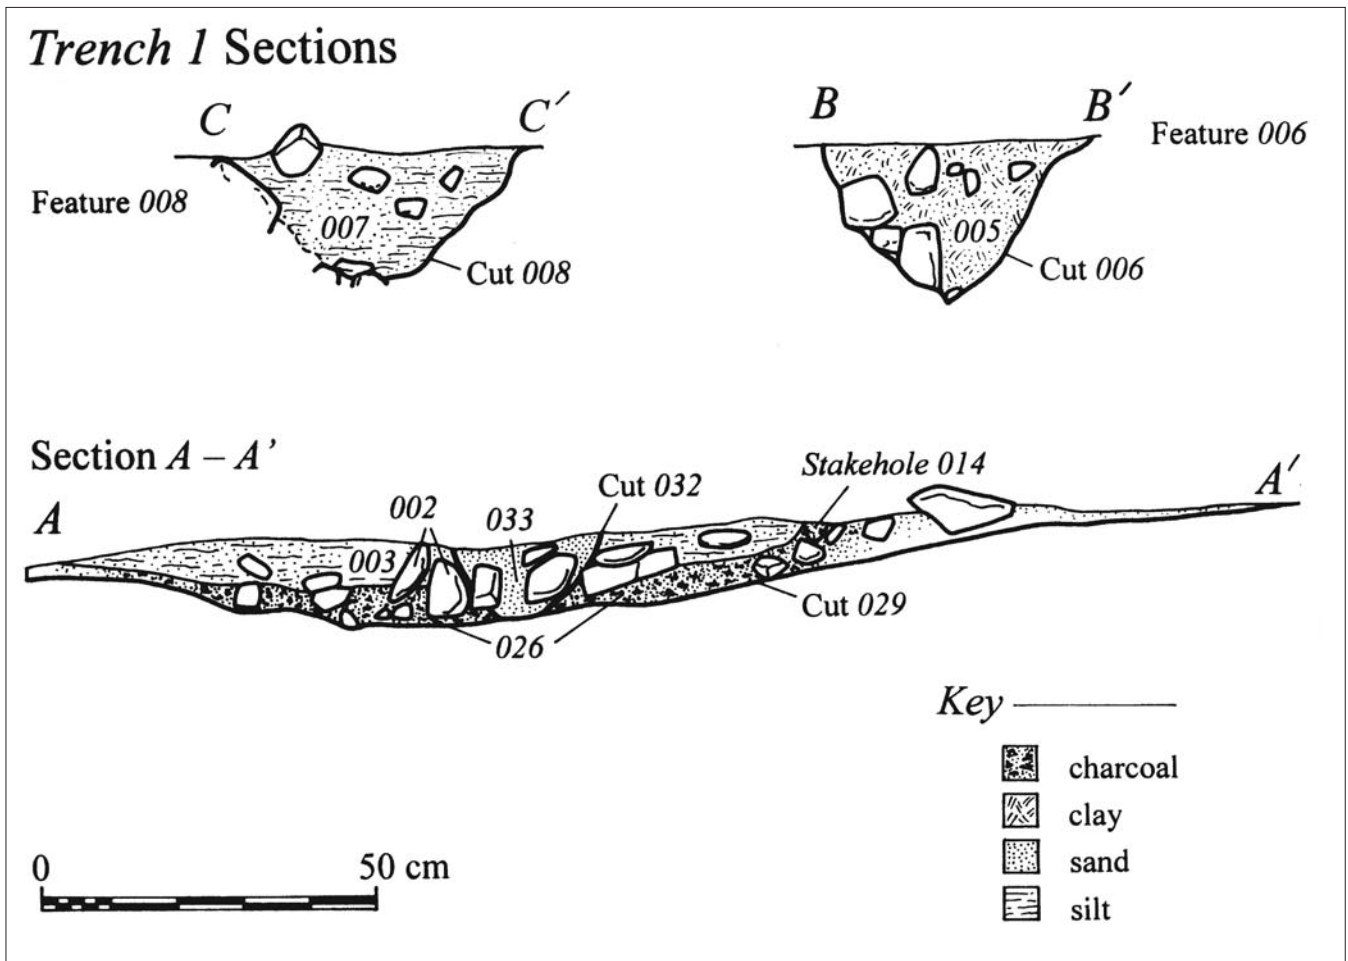 Trench 1 Sections
C C′
B B′
Feature 006
Feature 008
007
005
Cut 008
Cut 006
Section A – A’
Stakehole 014
A
002
033
Cut 032
A′
003
Cut 029
026
Key
charcoal
clay
sand
silt
0 50 cm